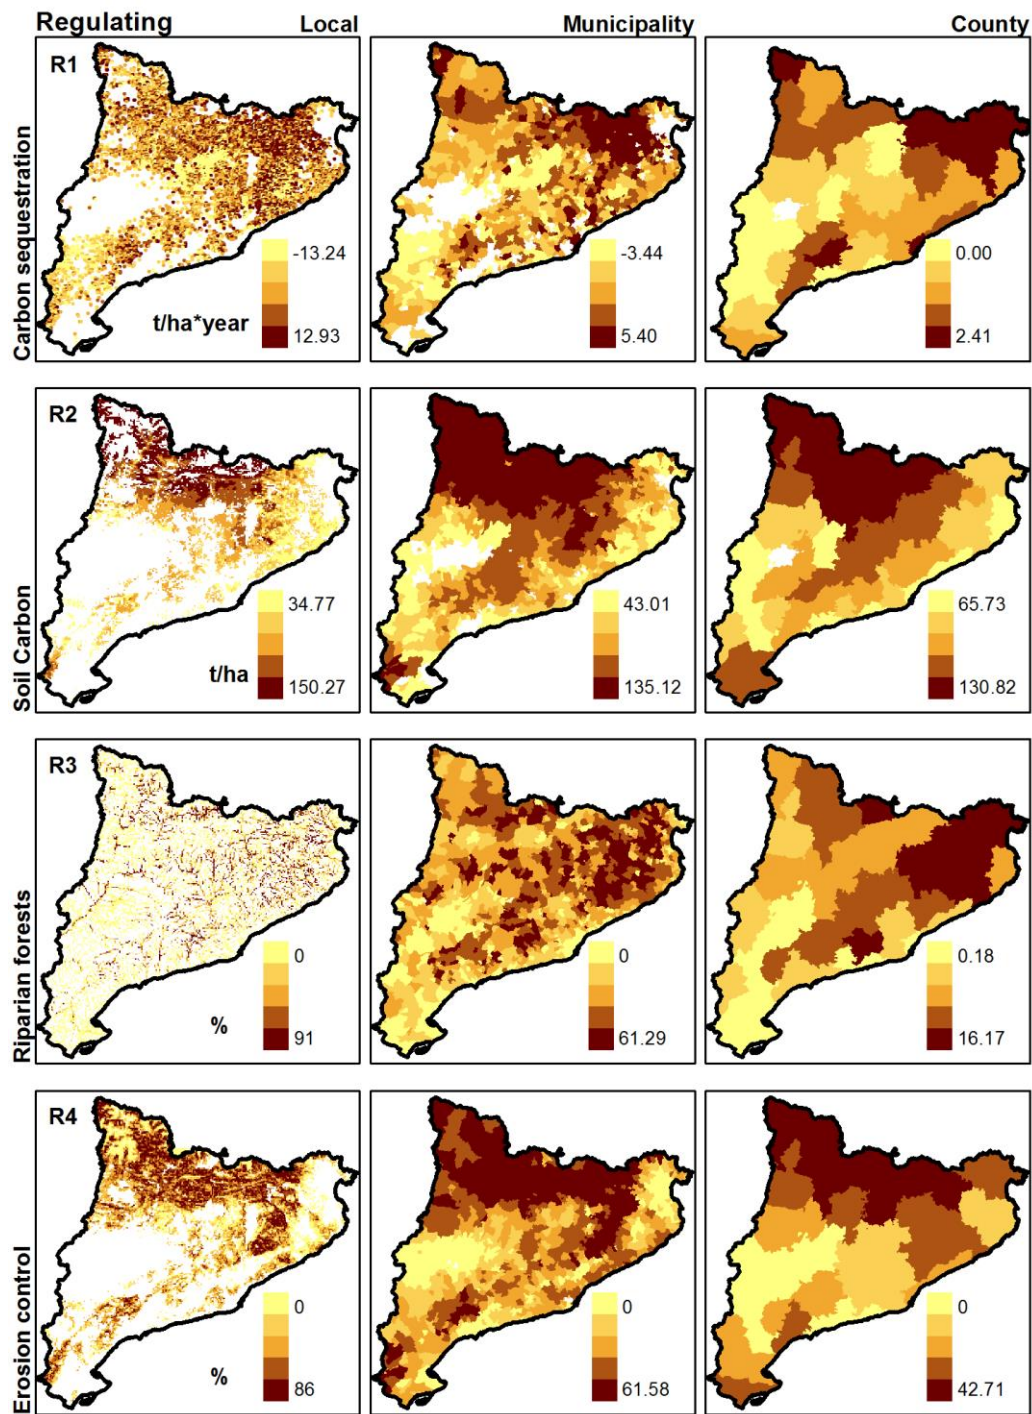 Regulating Local Municipality County
R1
Carbon sequestration
-13.24
12.93
t/ha*year
-3.44
5.40
0.00
2.41
R2
Soil Carbon
34.77
150.27
t/ha
43.01
135.12
65.73
130.82
R3
Riparian forests
0
91
%
0
61.29
0.18
16.17
R4
Erosion control
0
86
%
0
61.58
0
42.71